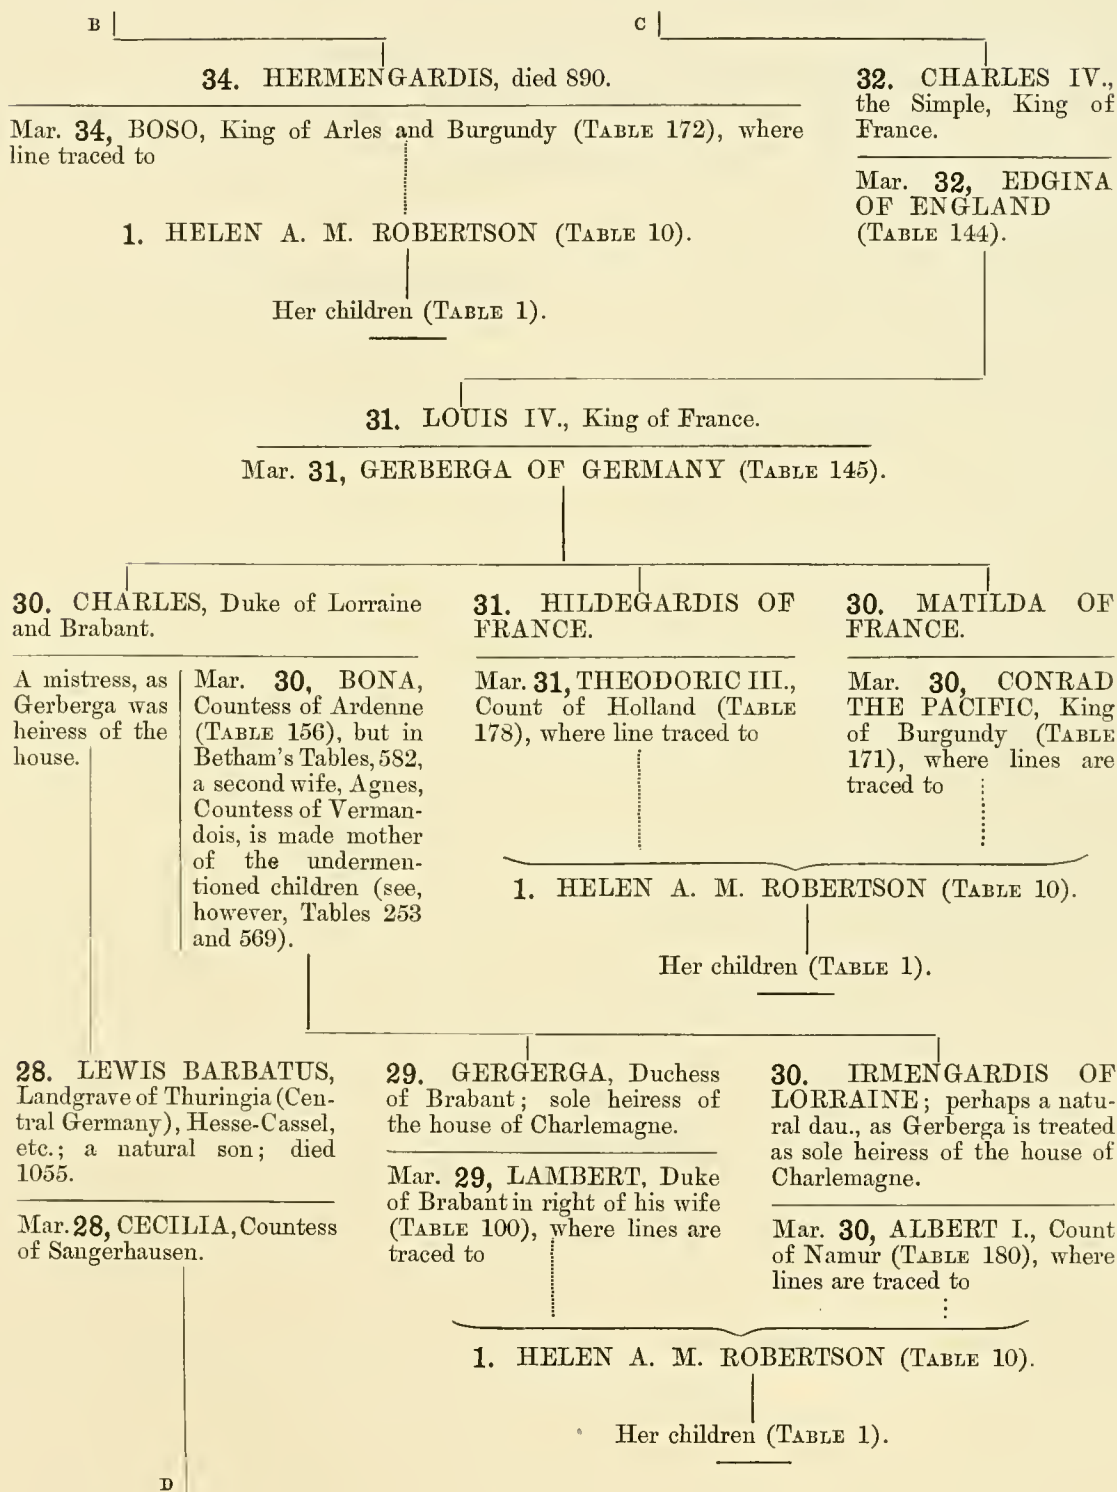 B
C
34. HERMENGARDIS, died 890.
Mar. 34, BOSO, King of Arles and Burgundy (TABLE 172), where
line traced to
1. HELEN A. M. ROBERTSON (TABLE 10).
Her children (TABLE 1).
32. CHARLES IV.,
the Simple, King of
France.
Mar. 32, EDGINA
OF ENGLAND
(TABLE 144).
31. LOUIS IV., King of France.
Mar. 31, GERBERGA OF GERMANY (TABLE 145).
30. CHARLES, Duke of Lorraine
and Brabant.
A mistress, as
Gerberga was
heiress of the
house.
Mar. 30, BONA,
Countess of Ardenne
(TABLE 156), but in
Betham's Tables, 582,
a second wife, Agnes,
Countess of Verman-
dois, is made mother
of the undermen-
tioned children (see,
however, Tables 253
and 569).
31. HILDEGARDIS OF
FRANCE.
Mar. 31, THEODORIC III.,
Count of Holland (TABLE
178), where line traced to
30. MATILDA OF
FRANCE.
Mar. 30, CONRAD
THE PACIFIC, King
of Burgundy (TABLE
171), where lines are
traced to
1. HELEN A. M. ROBERTSON (TABLE 10).
Her children (TABLE 1).
28. LEWIS BARBATUS,
Landgrave of Thuringia (Cen-
tral Germany), Hesse-Cassel,
etc.; a natural son; died
1055.
Mar. 28, CECILIA, Countess
of Sangerhausen.
29. GERGERGA, Duchess
of Brabant; sole heiress of
the house of Charlemagne.
Mar. 29, LAMBERT, Duke
of Brabant in right of his wife
(TABLE 100), where lines are
traced to
30. IRMENGARDIS OF
LORRAINE; perhaps a natu-
ral dau., as Gerberga is treated
as sole heiress of the house of
Charlemagne.
Mar. 30, ALBERT I., Count
of Namur (TABLE 180), where
lines are traced to
1. HELEN A. M. ROBERTSON (TABLE 10).
Her children (TABLE 1).
D